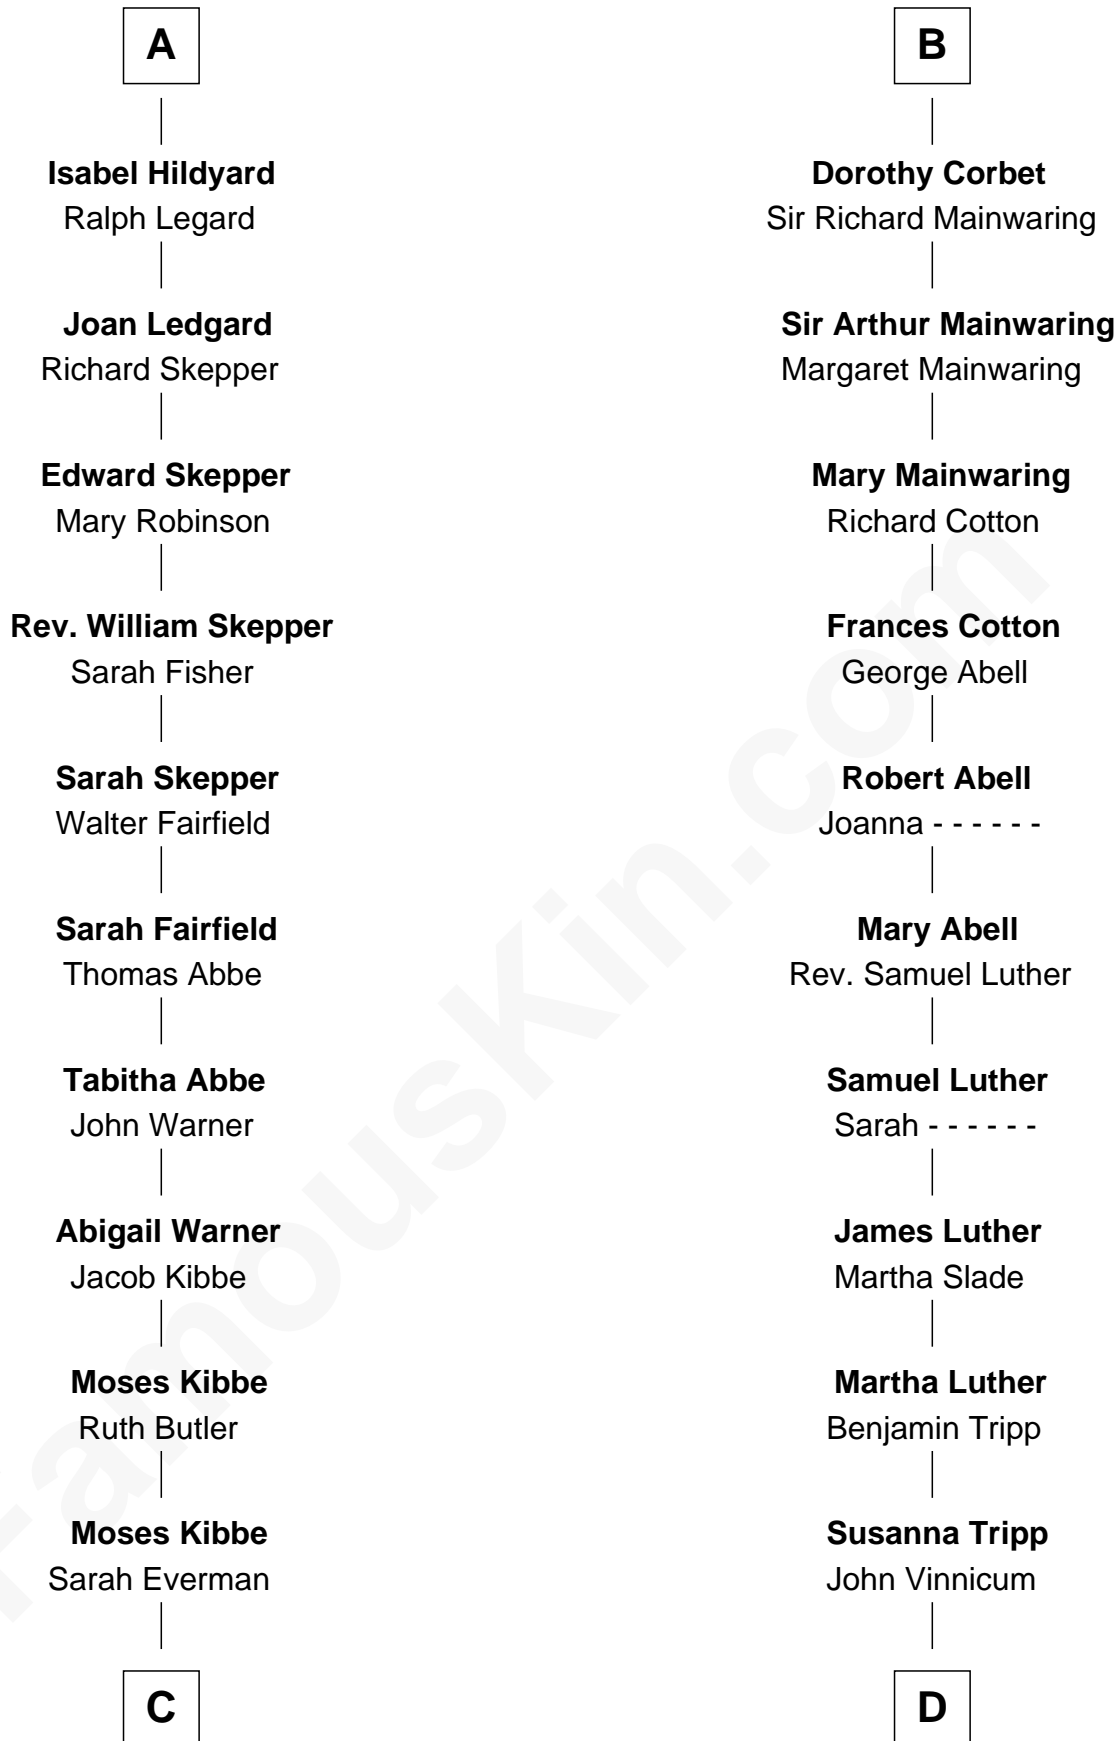 A
Isabel Hildyard
Ralph Legard
Joan Ledgard
Richard Skepper
Edward Skepper
Mary Robinson
Rev. William Skepper
Sarah Fisher
Sarah Skepper
Walter Fairfield
Sarah Fairfield
Thomas Abbe
Tabitha Abbe
John Warner
Abigail Warner
Jacob Kibbe
Moses Kibbe
Ruth Butler
Moses Kibbe
Sarah Everman
C
B
Dorothy Corbet
Sir Richard Mainwaring
Sir Arthur Mainwaring
Margaret Mainwaring
Mary Mainwaring
Richard Cotton
Frances Cotton
George Abell
Robert Abell
Joanna - - - - - -
Mary Abell
Rev. Samuel Luther
Samuel Luther
Sarah - - - - - -
James Luther
Martha Slade
Martha Luther
Benjamin Tripp
Susanna Tripp
John Vinnicum
D
FamousKin.com